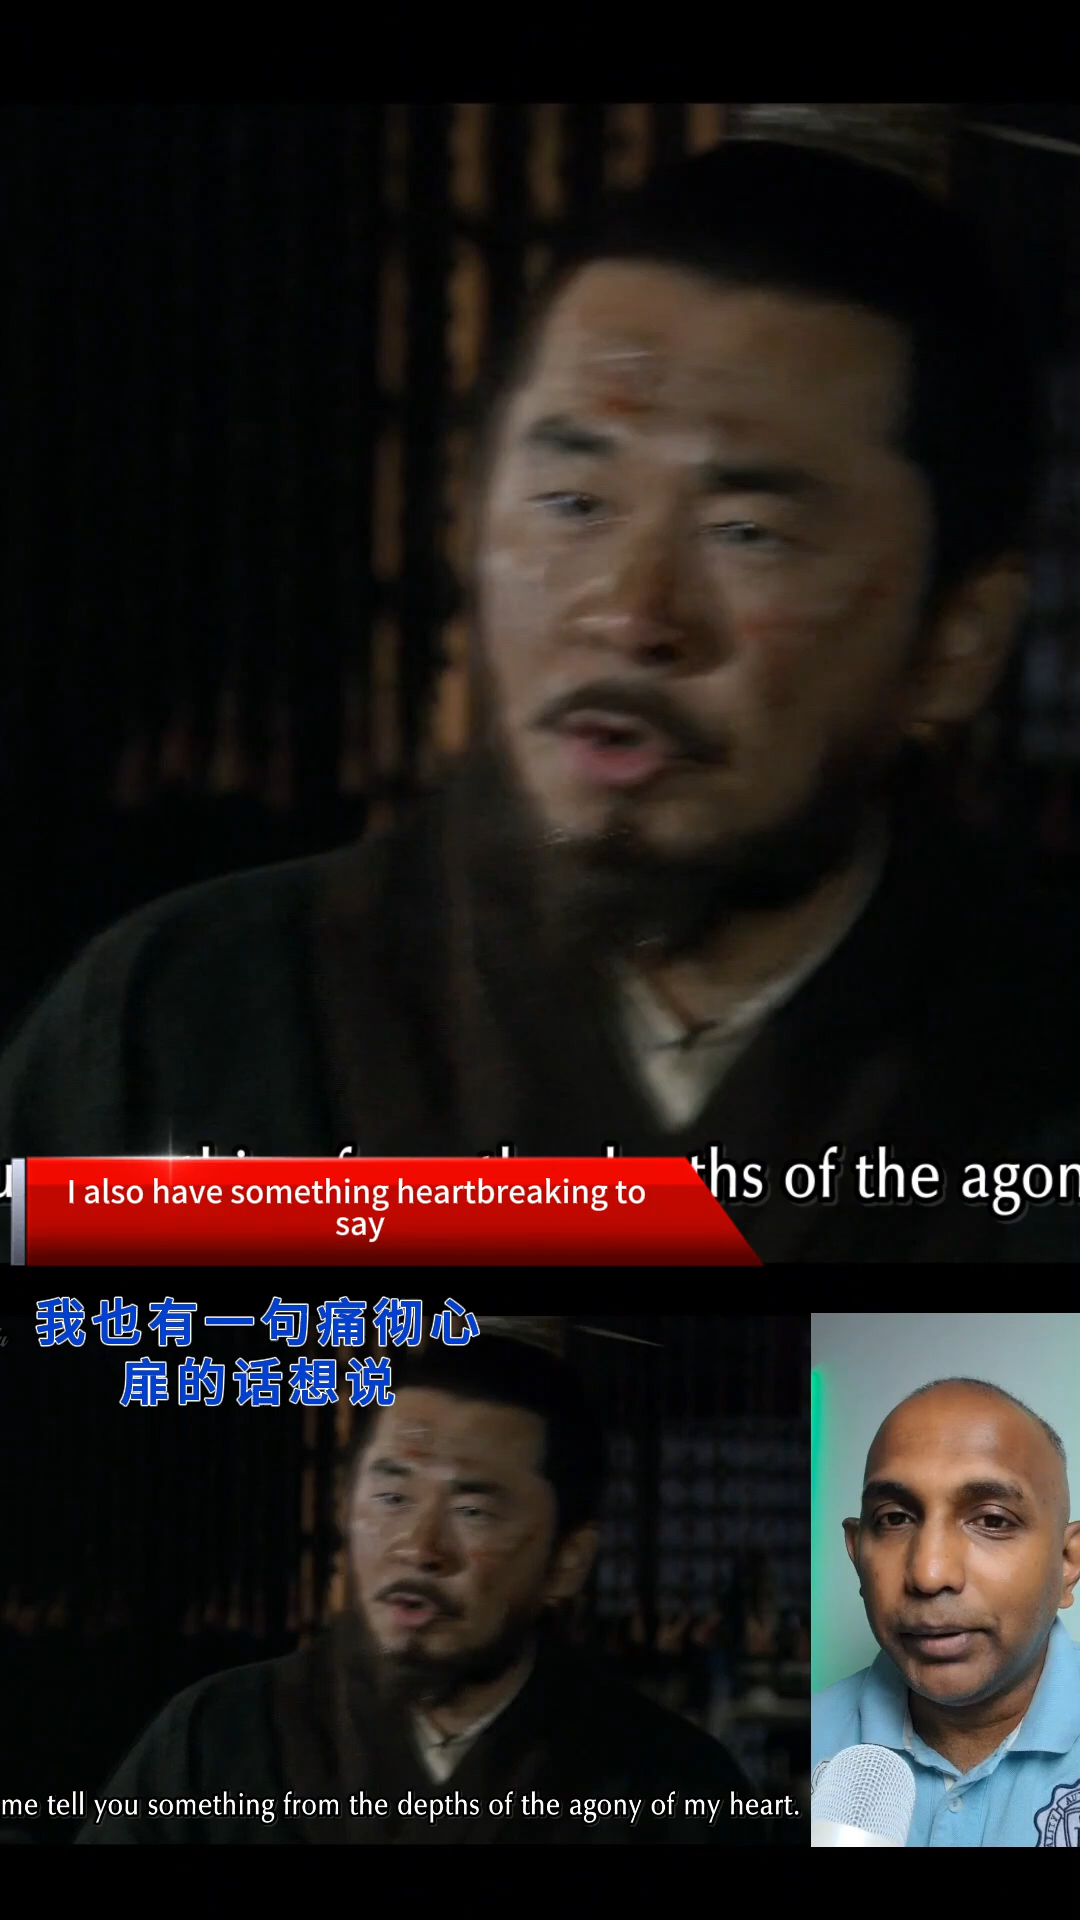 ths of the agon
I also have something heartbreaking to
say
我也有一句痛彻心
扉的话想说
me tell you something from the depths of the agony of my heart.